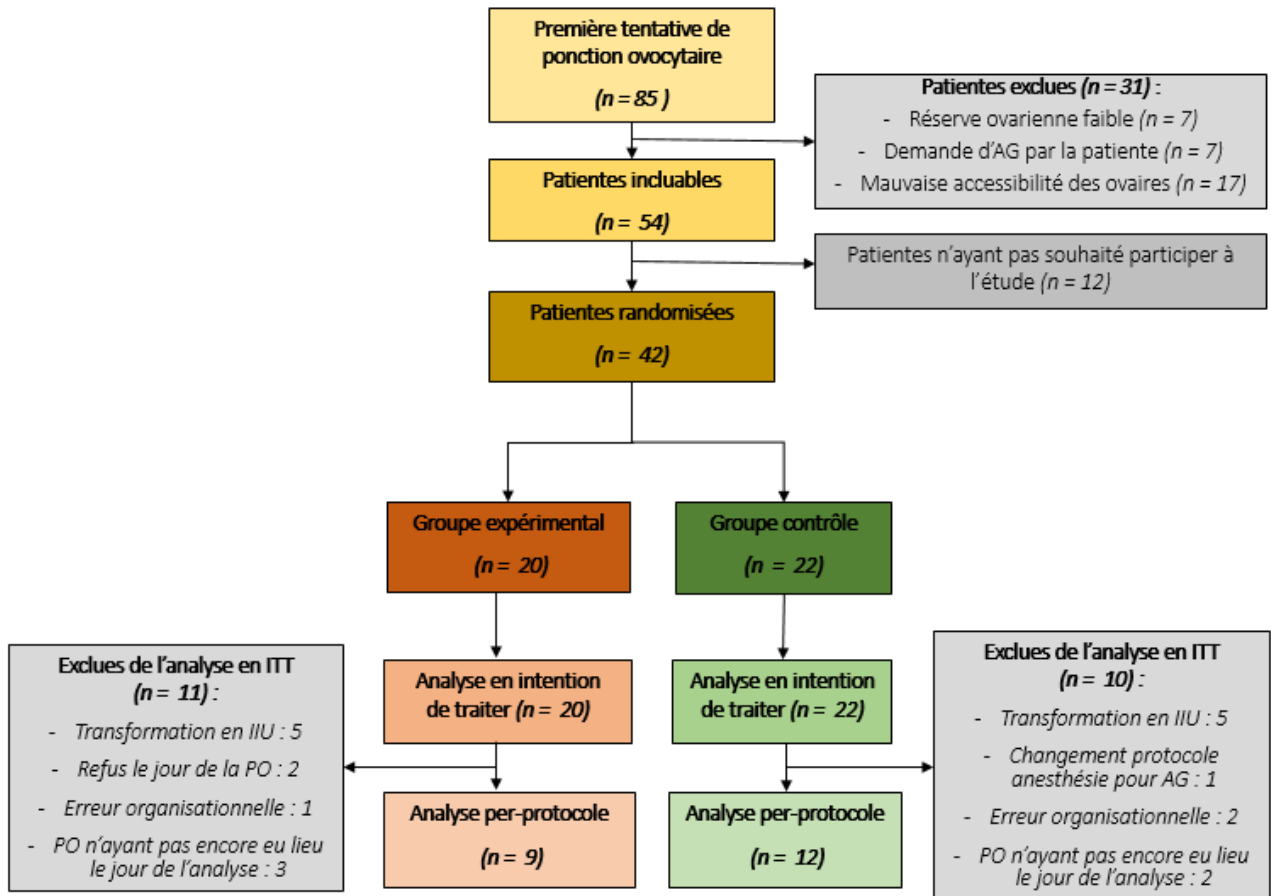 Première tentative de
ponction ovocytaire
(n = 85 )
Patientes exclues (n = 31) :
- Réserve ovarienne faible (n = 7)
- Demande d'AG par la patiente (n = 7)
- Mauvaise accessibilité des ovaires (n = 17)
Patientes incluables
(n = 54)
Patientes n'ayant pas souhaité participer à
l'étude (n = 12)
Patientes randomisées
(n = 42)
Groupe expérimental
(n = 20)
Groupe contrôle
(n = 22)
Exclues de l'analyse en ITT
(n = 11) :
- Transformation en IIU : 5
- Refus le jour de la PO : 2
- Erreur organisationnelle : 1
- PO n'ayant pas encore eu lieu
le jour de l'analyse : 3
Analyse en intention
de traiter (n = 20)
Analyse en intention
de traiter (n = 22)
Exclues de l'analyse en ITT
(n = 10) :
- Transformation en IIU : 5
- Changement protocole
anesthésie pour AG : 1
- Erreur organisationnelle : 2
- PO n'ayant pas encore eu lieu
le jour de l'analyse : 2
Analyse per-protocole
(n = 9)
Analyse per-protocole
(n = 12)